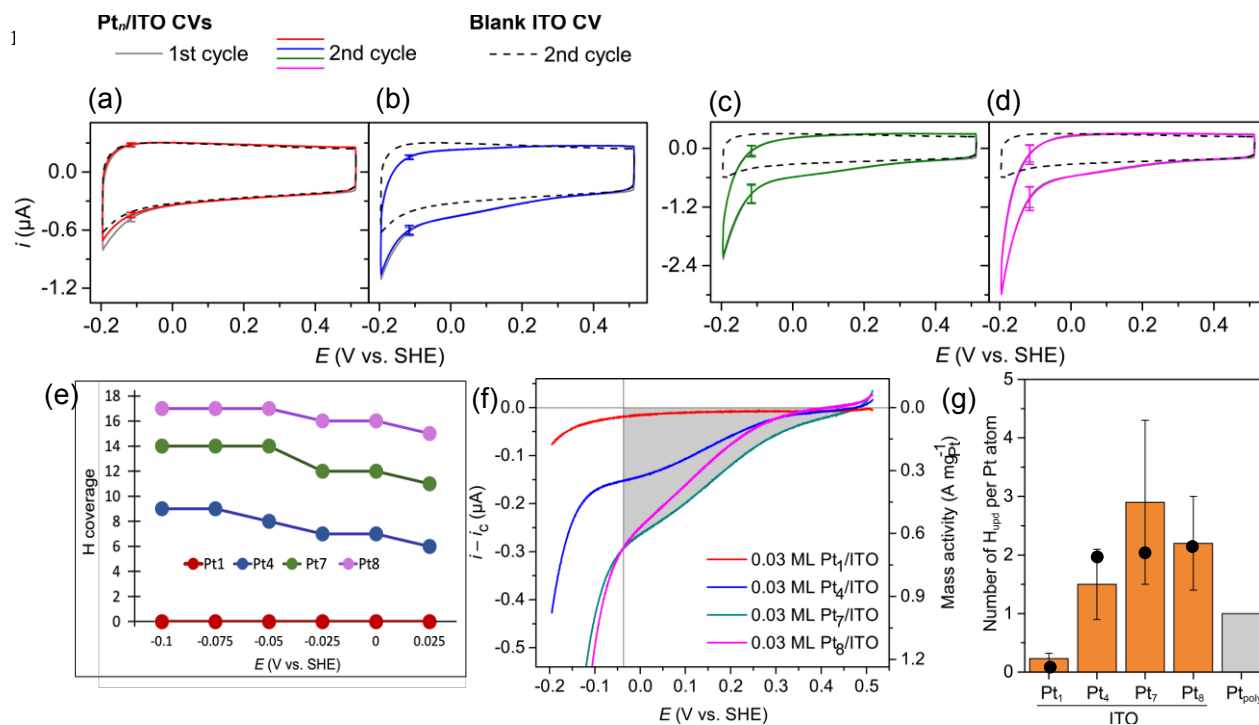 Ptₙ/ITO CVs
Blank ITO CV
1st cycle
2nd cycle
2nd cycle
(a)
(b)
(c)
(d)
0.0
-0.6
-1.2
i (µA)
0.0
-1.2
-2.4
-0.2 0.0 0.2 0.4
-0.2 0.0 0.2 0.4
-0.2 0.0 0.2 0.4
-0.2 0.0 0.2 0.4
E (V vs. SHE)
E (V vs. SHE)
(e)
H coverage
18
16
14
12
10
8
6
4
2
0
Pt1 Pt4 Pt7 Pt8
-0.1 -0.075 -0.05 -0.025 0 0.025
E (V vs. SHE)
(f)
i – i_c (µA)
0.0
-0.1
-0.2
-0.3
-0.4
-0.5
0.03 ML Pt₁/ITO
0.03 ML Pt₄/ITO
0.03 ML Pt₇/ITO
0.03 ML Pt₈/ITO
-0.2 -0.1 0.0 0.1 0.2 0.3 0.4 0.5
E (V vs. SHE)
0.0
0.3
0.6
0.9
1.2
Mass activity (A mg⁻¹Pt)
(g)
Number of H_upd per Pt atom
5
4
3
2
1
0
Pt₁ Pt₄ Pt₇ Pt₈ Pt_poly
ITO